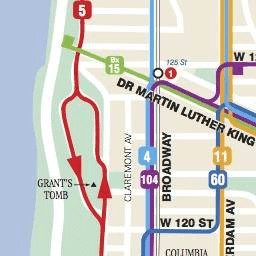 5
Bx
15
125 St
1
W 12
DR MARTIN LUTHER KING
CLAREMONT AV
BROADWAY
4
104
11
60
GRANT'S
TOMB
W 120 ST
RDAM AV
COLUMBIA